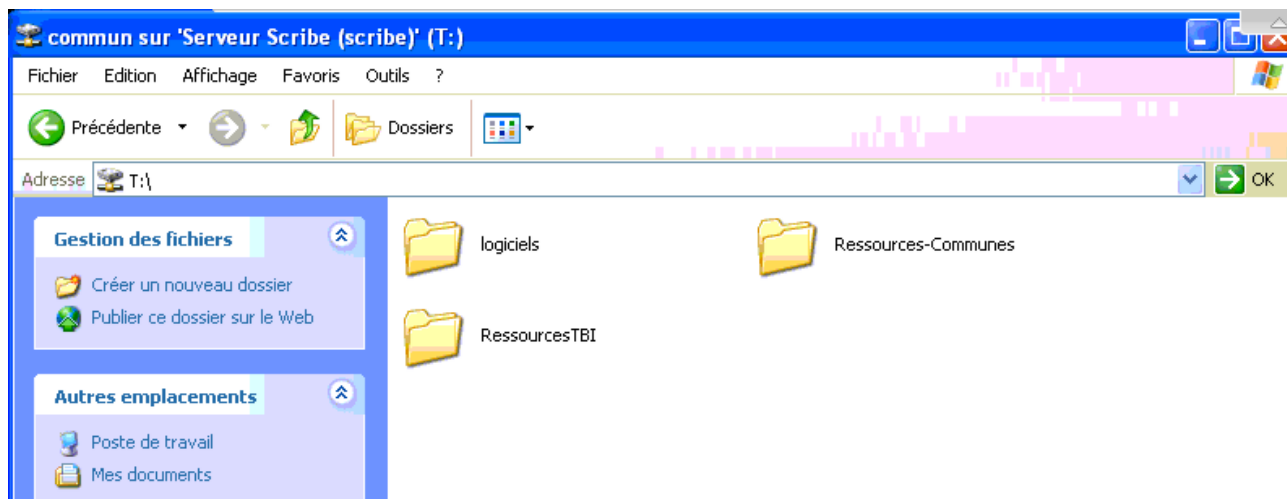 commun sur 'Serveur Scribe (scribe)' (T:)
Fichier Edition Affichage Favoris Outils ?
Précédente Dossiers
Adresse T:\ OK
Gestion des fichiers
Créer un nouveau dossier
Publier ce dossier sur le Web
Autres emplacements
Poste de travail
Mes documents
logiciels Ressources-Communes
RessourcesTBI